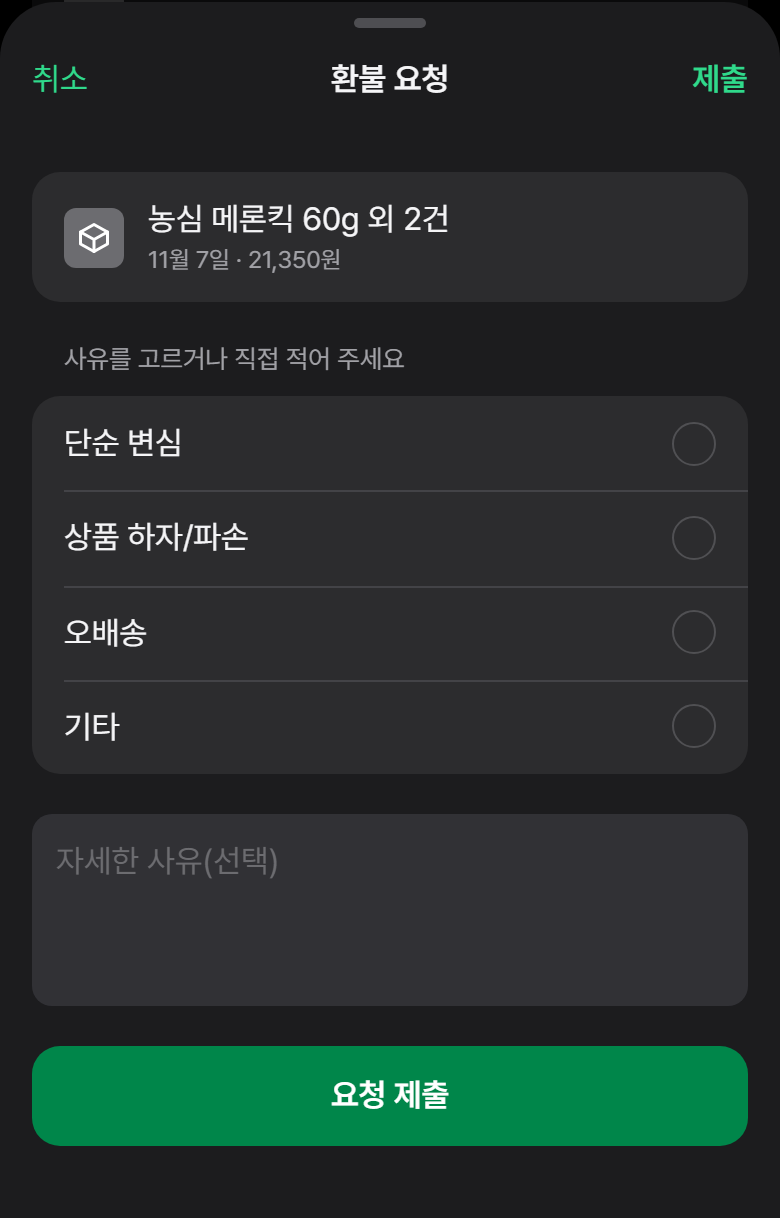 취소
환불 요청
제출
농심 메론킥 60g 외 2건
11월 7일 · 21,350원
사유를 고르거나 직접 적어 주세요
단순 변심
상품 하자/파손
오배송
기타
자세한 사유(선택)
요청 제출